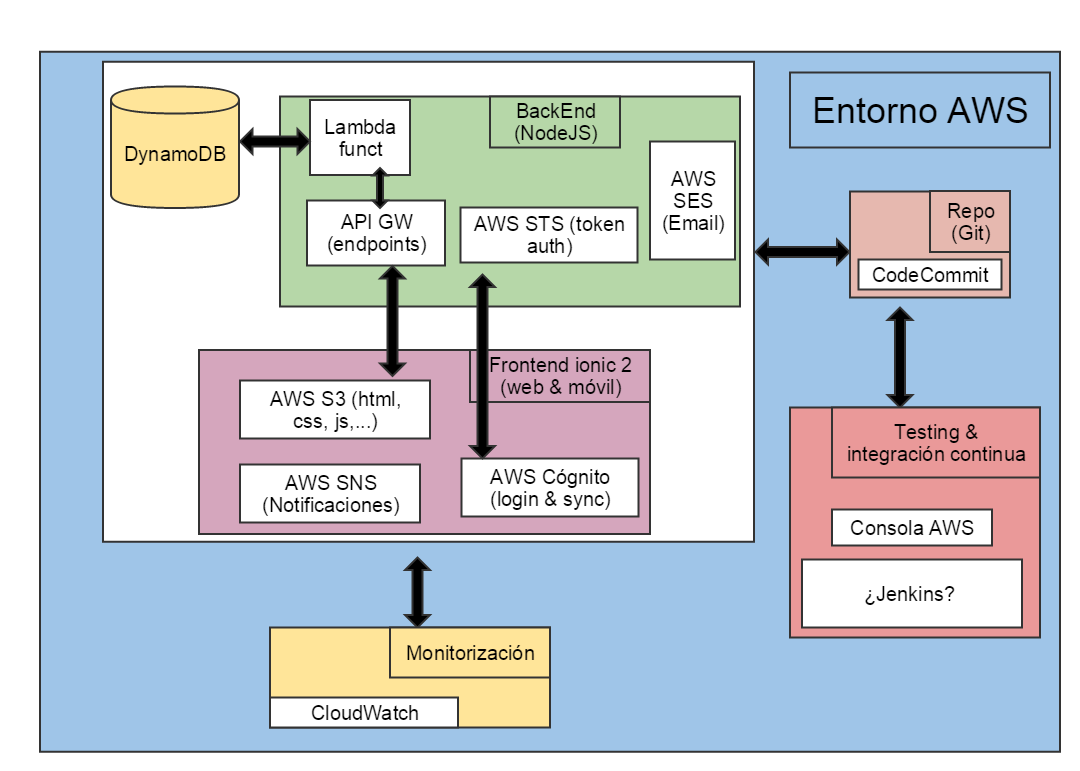 Entorno AWS
DynamoDB
BackEnd
(NodeJS)
Lambda
funct
API GW
(endpoints)
AWS STS (token
auth)
AWS
SES
(Email)
Repo
(Git)
CodeCommit
Frontend ionic 2
(web & móvil)
AWS S3 (html,
css, js,...)
AWS SNS
(Notificaciones)
AWS Cógnito
(login & sync)
Testing &
integración continua
Consola AWS
¿Jenkins?
Monitorización
CloudWatch